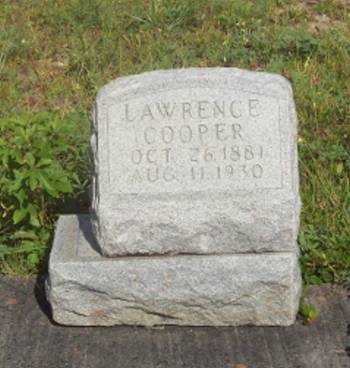 LAWRENCE
COOPER
OCT. 26, 1881
AUG. 11, 1930